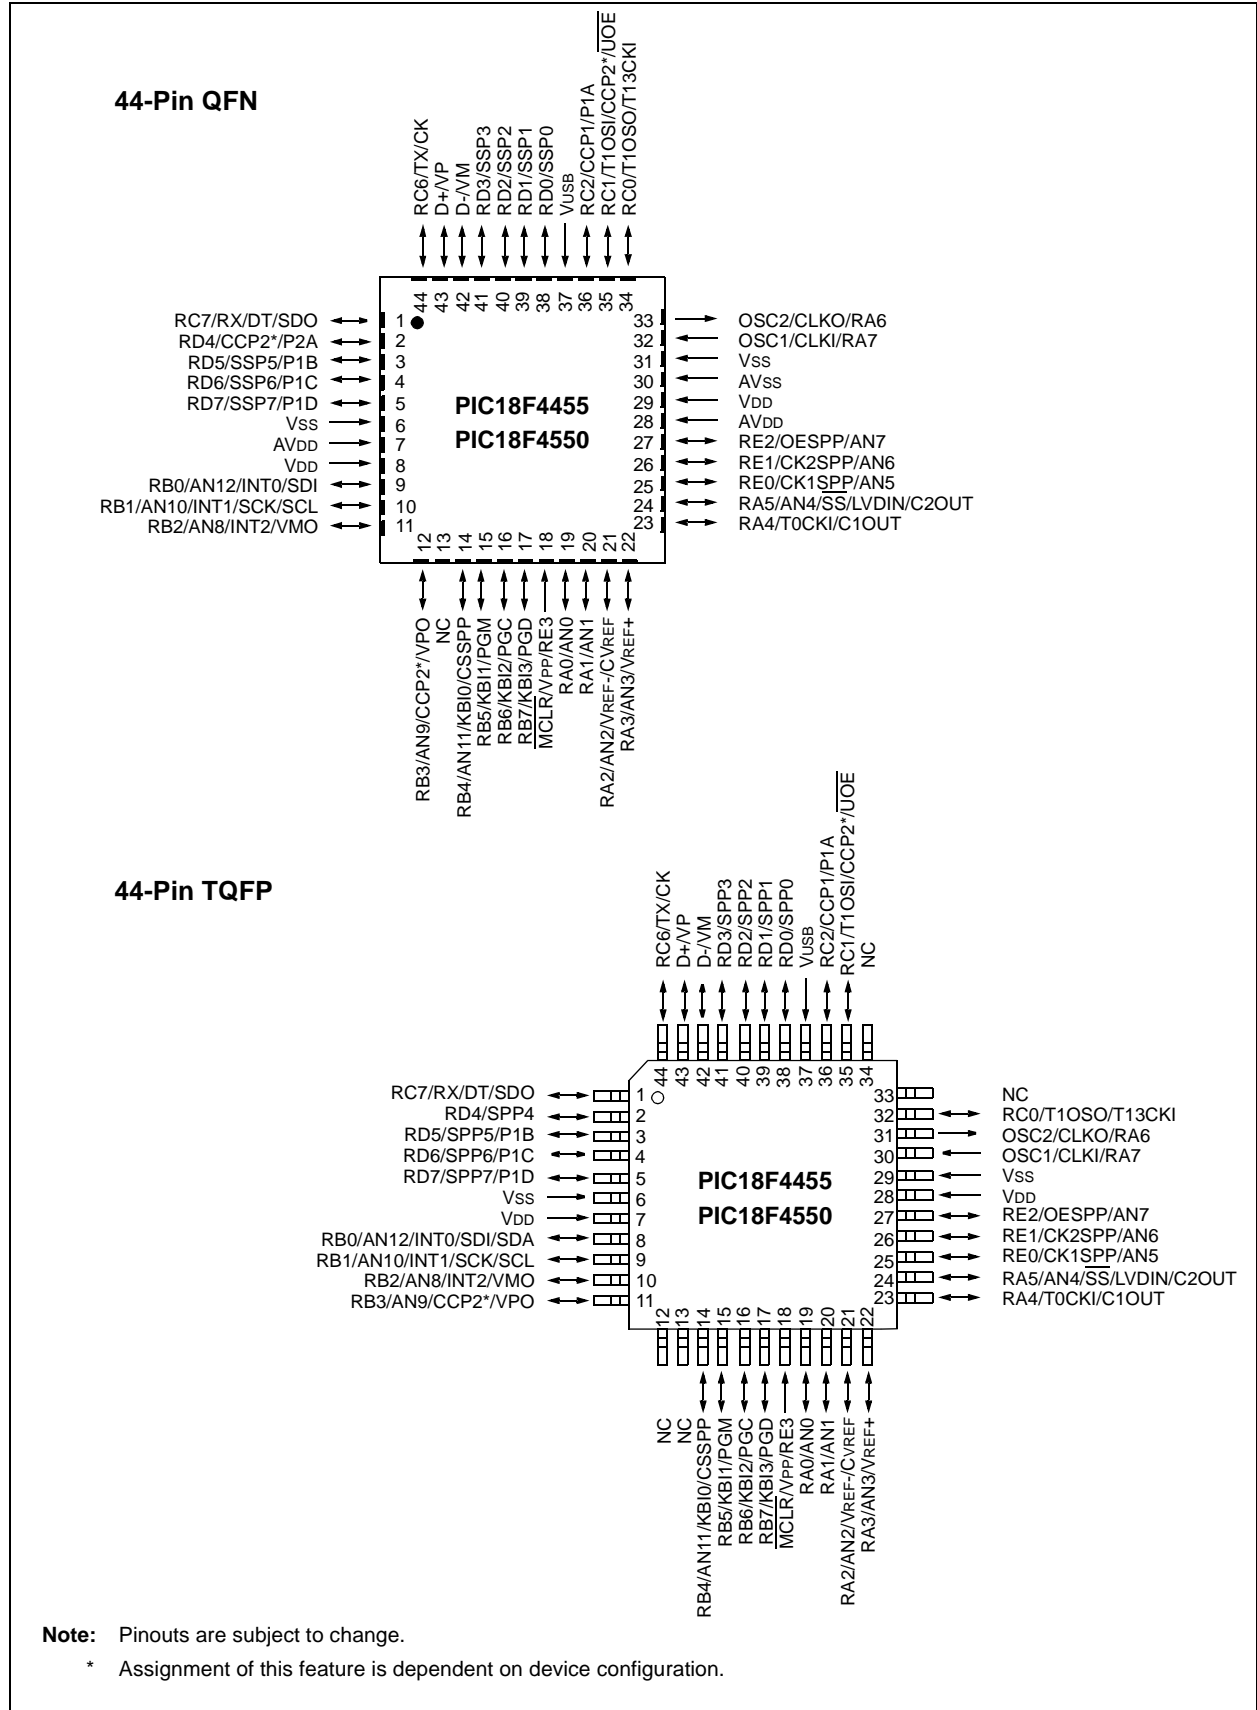 44-Pin QFN
RC6/TX/CK
D+/VP
D-/VM
RD3/SSP3
RD2/SSP2
RD1/SSP1
RD0/SSP0
VUSB
RC2/CCP1/P1A
RC1/T1OSI/CCP2*/UOE
RC0/T1OSO/T13CKI
44
43
42
41
40
39
38
37
36
35
34
RC7/RX/DT/SDO 1
RD4/CCP2*/P2A 2
RD5/SSP5/P1B 3
RD6/SSP6/P1C 4
RD7/SSP7/P1D 5
VSS 6
AVDD 7
VDD 8
RB0/AN12/INT0/SDI 9
RB1/AN10/INT1/SCK/SCL 10
RB2/AN8/INT2/VMO 11
PIC18F4455
PIC18F4550
33 OSC2/CLKO/RA6
32 OSC1/CLKI/RA7
31 VSS
30 AVSS
29 VDD
28 AVDD
27 RE2/OESPP/AN7
26 RE1/CK2SPP/AN6
25 RE0/CK1SPP/AN5
24 RA5/AN4/SS/LVDIN/C2OUT
23 RA4/T0CKI/C1OUT
12
13
14
15
16
17
18
19
20
21
22
RB3/AN9/CCP2*/VPO
NC
RB4/AN11/KBI0/CSSPP
RB5/KBI1/PGM
RB6/KBI2/PGC
RB7/KBI3/PGD
MCLR/VPP/RE3
RA0/AN0
RA1/AN1
RA2/AN2/VREF-/CVREF
RA3/AN3/VREF+
44-Pin TQFP
RC6/TX/CK
D+/VP
D-/VM
RD3/SPP3
RD2/SPP2
RD1/SPP1
RD0/SPP0
VUSB
RC2/CCP1/P1A
RC1/T1OSI/CCP2*/UOE
NC
44
43
42
41
40
39
38
37
36
35
34
RC7/RX/DT/SDO 1
RD4/SPP4 2
RD5/SPP5/P1B 3
RD6/SPP6/P1C 4
RD7/SPP7/P1D 5
VSS 6
VDD 7
RB0/AN12/INT0/SDI/SDA 8
RB1/AN10/INT1/SCK/SCL 9
RB2/AN8/INT2/VMO 10
RB3/AN9/CCP2*/VPO 11
PIC18F4455
PIC18F4550
33 NC
32 RC0/T1OSO/T13CKI
31 OSC2/CLKO/RA6
30 OSC1/CLKI/RA7
29 VSS
28 VDD
27 RE2/OESPP/AN7
26 RE1/CK2SPP/AN6
25 RE0/CK1SPP/AN5
24 RA5/AN4/SS/LVDIN/C2OUT
23 RA4/T0CKI/C1OUT
12
13
14
15
16
17
18
19
20
21
22
NC
NC
RB4/AN11/KBI0/CSSPP
RB5/KBI1/PGM
RB6/KBI2/PGC
RB7/KBI3/PGD
MCLR/VPP/RE3
RA0/AN0
RA1/AN1
RA2/AN2/VREF-/CVREF
RA3/AN3/VREF+
Note: Pinouts are subject to change.
* Assignment of this feature is dependent on device configuration.